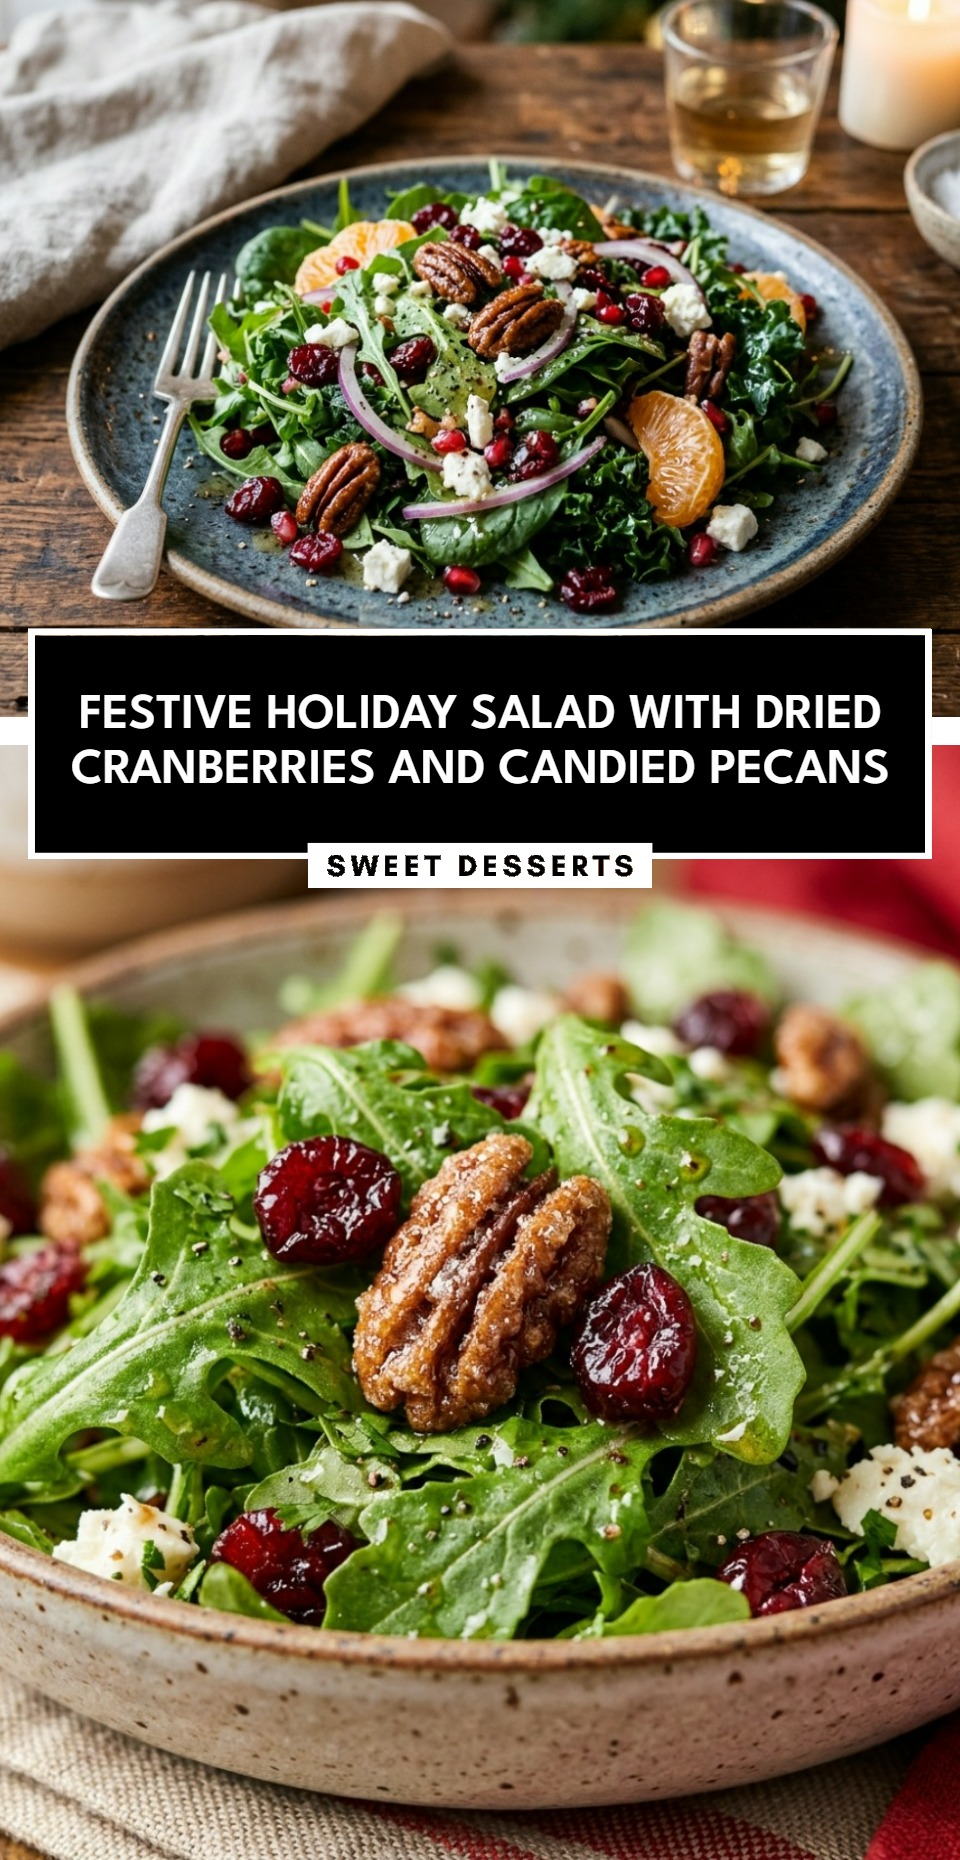 FESTIVE HOLIDAY SALAD WITH DRIED
CRANBERRIES AND CANDIED PECANS
SWEET DESSERTS